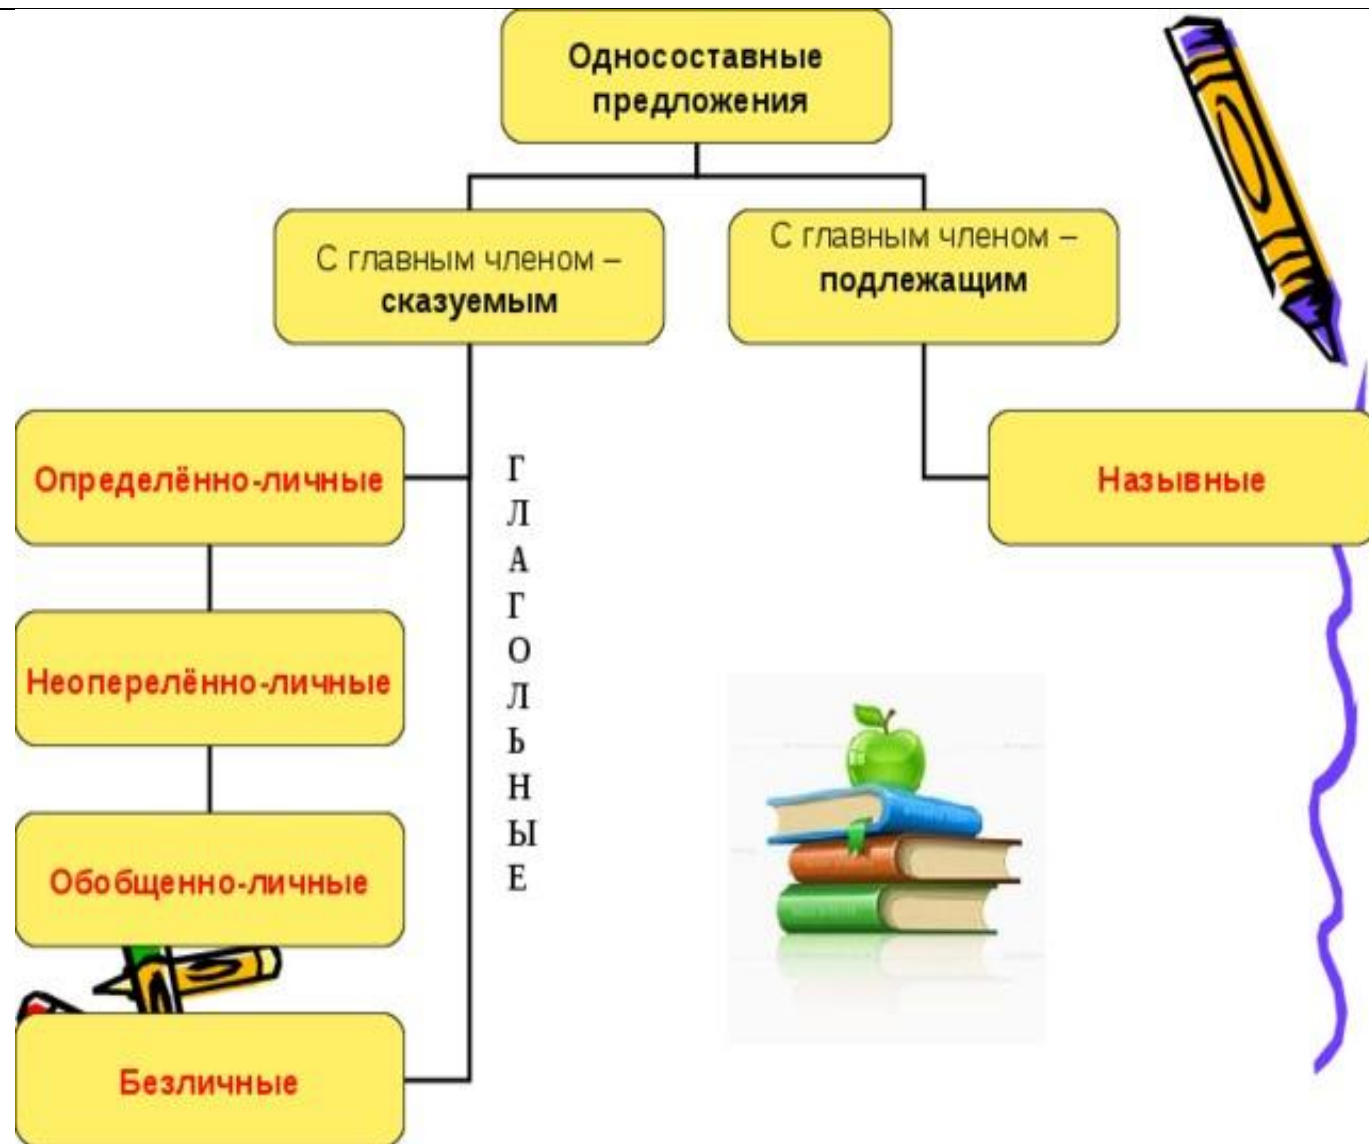 Односоставные
предложения
С главным членом –
сказуемым
С главным членом –
подлежащим
Определённо-личные
Назывные
Неоперелённо-личные
Обобщенно-личные
Безличные
Г
Л
А
Г
О
Л
Ь
Н
Ы
Е